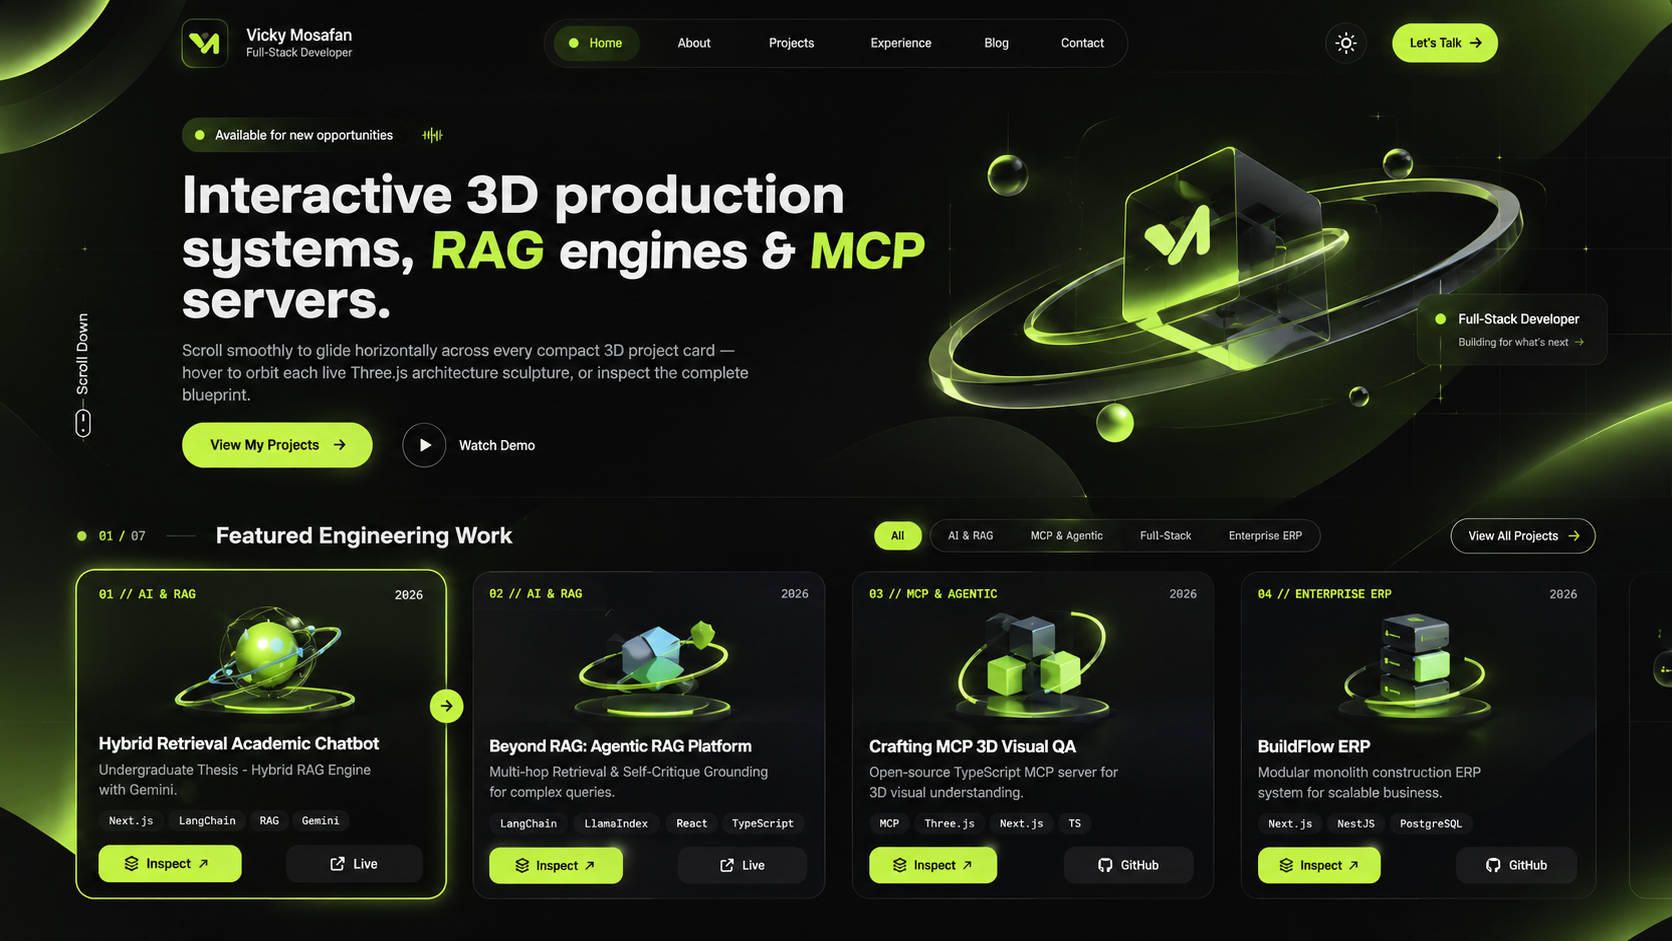 Vicky Mosafan
Full-Stack Developer
Home
About
Projects
Experience
Blog
Contact
Let's Talk →
Available for new opportunities
Interactive 3D production
systems, RAG engines & MCP
servers.
Scroll smoothly to glide horizontally across every compact 3D project card —
hover to orbit each live Three.js architecture sculpture, or inspect the complete
blueprint.
View My Projects →
Watch Demo
Scroll Down
Full-Stack Developer
Building for what's next →
01 / 07
Featured Engineering Work
All
AI & RAG
MCP & Agentic
Full-Stack
Enterprise ERP
View All Projects →
01 // AI & RAG
2026
Hybrid Retrieval Academic Chatbot
Undergraduate Thesis - Hybrid RAG Engine
with Gemini.
Next.js
LangChain
RAG
Gemini
Inspect ↗
Live
02 // AI & RAG
2026
Beyond RAG: Agentic RAG Platform
Multi-hop Retrieval & Self-Critique Grounding
for complex queries.
LangChain
LlamaIndex
React
TypeScript
Inspect ↗
Live
03 // MCP & AGENTIC
2026
Crafting MCP 3D Visual QA
Open-source TypeScript MCP server for
3D visual understanding.
MCP
Three.js
Next.js
TS
Inspect ↗
GitHub
04 // ENTERPRISE ERP
2026
BuildFlow ERP
Modular monolith construction ERP
system for scalable business.
Next.js
NestJS
PostgreSQL
Inspect ↗
GitHub